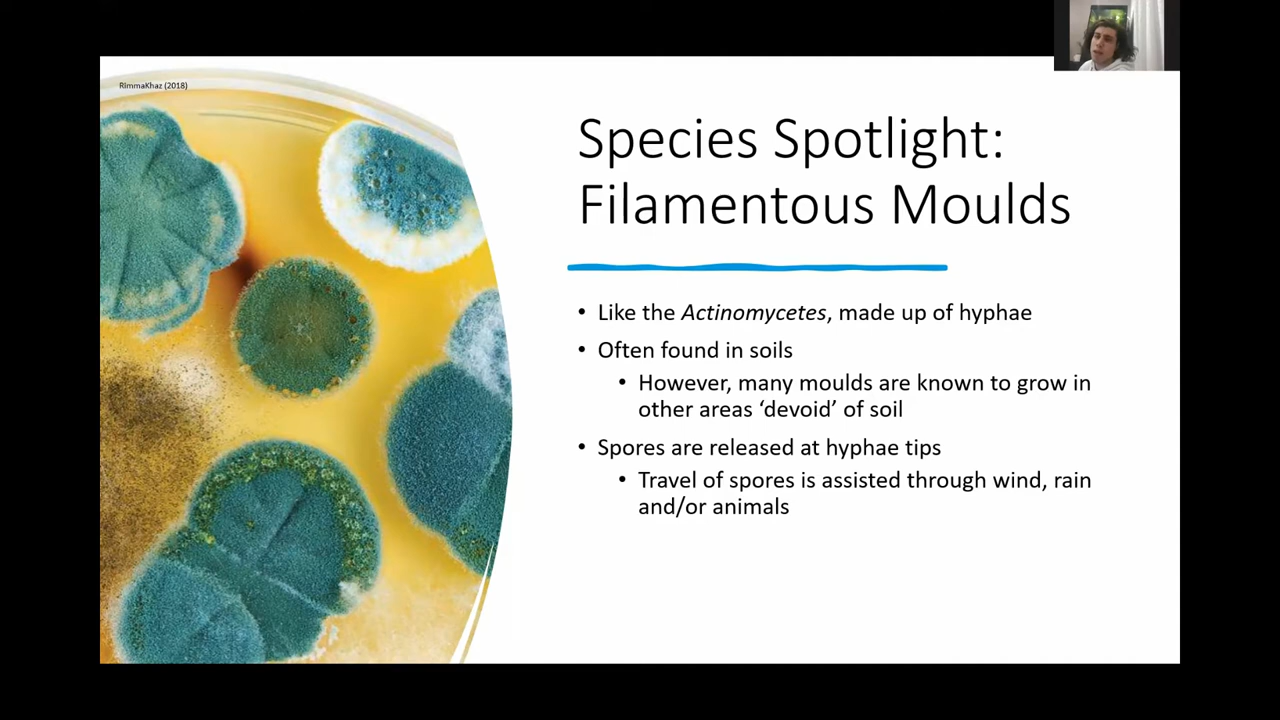 RimmaKhaz (2018)
Species Spotlight:
Filamentous Moulds
• Like the Actinomycetes, made up of hyphae
• Often found in soils
• However, many moulds are known to grow in
other areas ‘devoid’ of soil
• Spores are released at hyphae tips
• Travel of spores is assisted through wind, rain
and/or animals